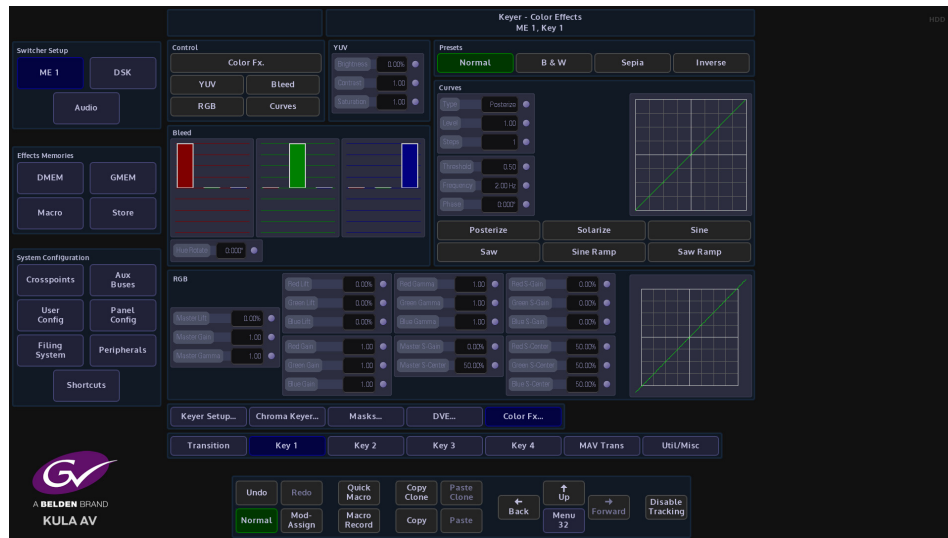 Keyer - Color Effects
ME 1, Key 1
HDD
Switcher Setup
ME 1
DSK
Audio
Effects Memories
DMEM
GMEM
Macro
Store
System Configuration
Crosspoints
Aux
Buses
User
Config
Panel
Config
Filing
System
Peripherals
Shortcuts
Control
Color Fx.
YUV
Bleed
RGB
Curves
YUV
Brightness 0.00%
Contrast 1.00
Saturation 1.00
Presets
Normal
B & W
Sepia
Inverse
Bleed
Hue Rotate 0.000°
Curves
Type Posterize
Level 1.00
Steps 1
Threshold 0.50
Frequency 2.00 Hz
Phase 0.000°
Posterize
Solarize
Sine
Saw
Sine Ramp
Saw Ramp
RGB
Master Lift 0.00%
Master Gain 1.00
Master Gamma 1.00
Red Lift 0.00%
Green Lift 0.00%
Blue Lift 0.00%
Red Gain 1.00
Green Gain 1.00
Blue Gain 1.00
Red Gamma 1.00
Green Gamma 1.00
Blue Gamma 1.00
Master S-Gain 0.00%
Master S-Center 50.00%
Red S-Gain 0.00%
Green S-Gain 0.00%
Blue S-Gain 0.00%
Red S-Center 50.00%
Green S-Center 50.00%
Blue S-Center 50.00%
Keyer Setup...
Chroma Keyer...
Masks...
DVE...
Color Fx...
Transition
Key 1
Key 2
Key 3
Key 4
MAV Trans
Util/Misc
GV
A BELDEN BRAND
KULA AV
Undo
Redo
Normal
Mod-
Assign
Quick
Macro
Macro
Record
Copy
Clone
Paste
Clone
Copy
Paste
Back
Up
Menu
32
Forward
Disable
Tracking